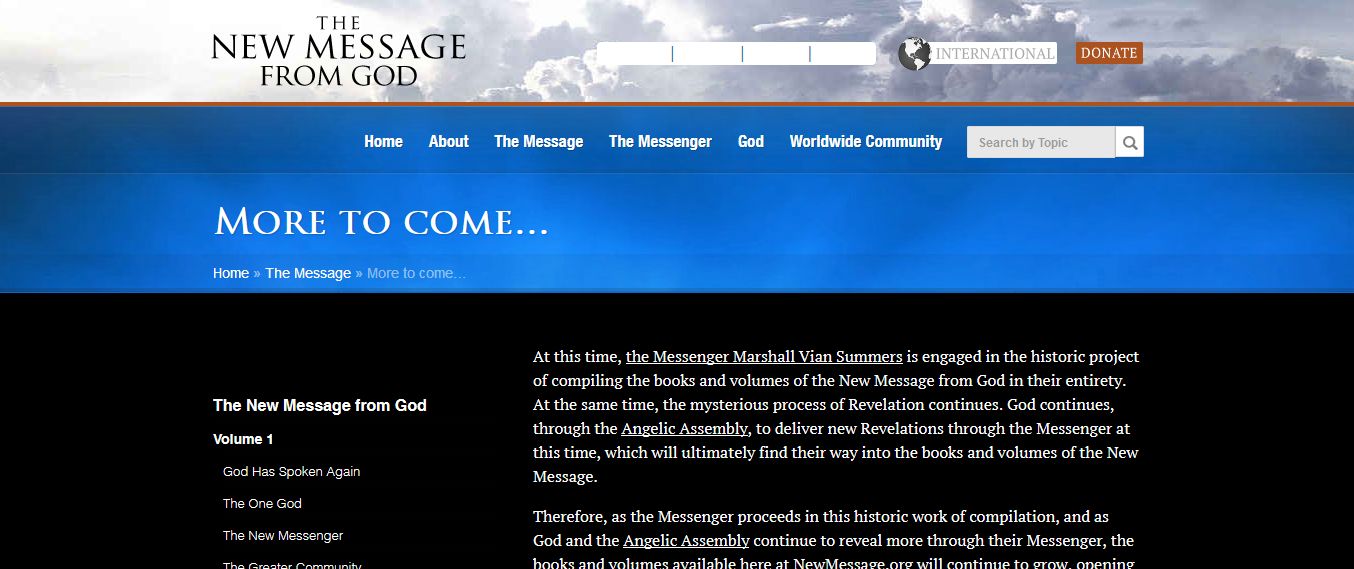 THE
NEW MESSAGE
FROM GOD
INTERNATIONAL
DONATE
Home About The Message The Messenger God Worldwide Community Search by Topic
More to come...
Home » The Message » More to come...
At this time, the Messenger Marshall Vian Summers is engaged in the historic project
of compiling the books and volumes of the New Message from God in their entirety.
At the same time, the mysterious process of Revelation continues. God continues,
through the Angelic Assembly, to deliver new Revelations through the Messenger at
this time, which will ultimately find their way into the books and volumes of the New
Message.
Therefore, as the Messenger proceeds in this historic work of compilation, and as
God and the Angelic Assembly continue to reveal more through their Messenger, the
books and volumes available here at NewMessage.org will continue to grow, opening
The New Message from God
Volume 1
God Has Spoken Again
The One God
The New Messenger
The Greater Community